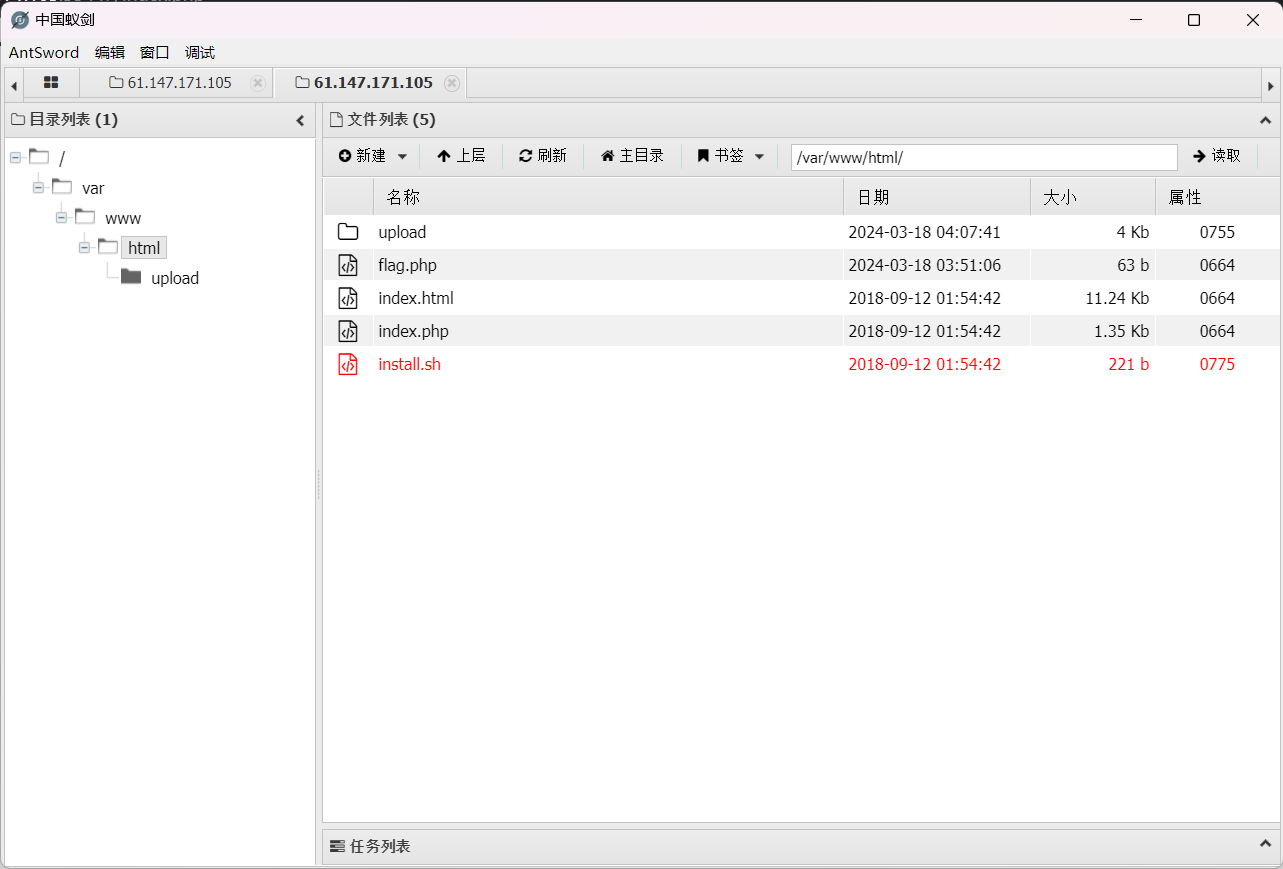 中国蚁剑
AntSword 编辑 窗口 调试
61.147.171.105 61.147.171.105
目录列表 (1)
/
var
www
html
upload
文件列表 (5)
新建 上层 刷新 主目录 书签 /var/www/html/ 读取
名称 日期 大小 属性
upload 2024-03-18 04:07:41 4 Kb 0755
flag.php 2024-03-18 03:51:06 63 b 0664
index.html 2018-09-12 01:54:42 11.24 Kb 0664
index.php 2018-09-12 01:54:42 1.35 Kb 0664
install.sh 2018-09-12 01:54:42 221 b 0775
任务列表